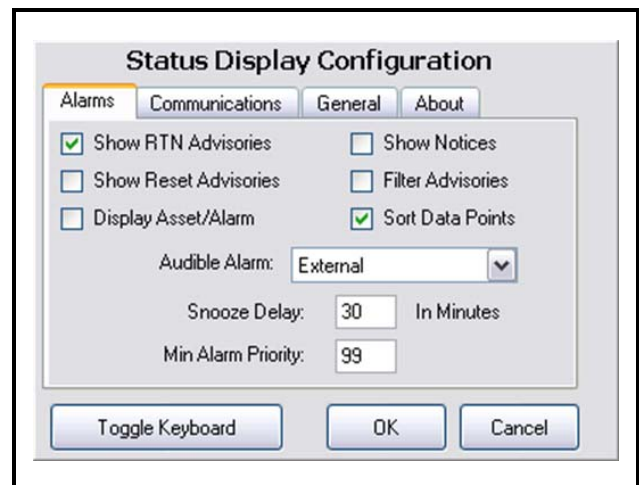 Status Display Configuration
Alarms Communications General About
Show RTN Advisories Show Notices
Show Reset Advisories Filter Advisories
Display Asset/Alarm Sort Data Points
Audible Alarm: External
Snooze Delay: 30 In Minutes
Min Alarm Priority: 99
Toggle Keyboard OK Cancel